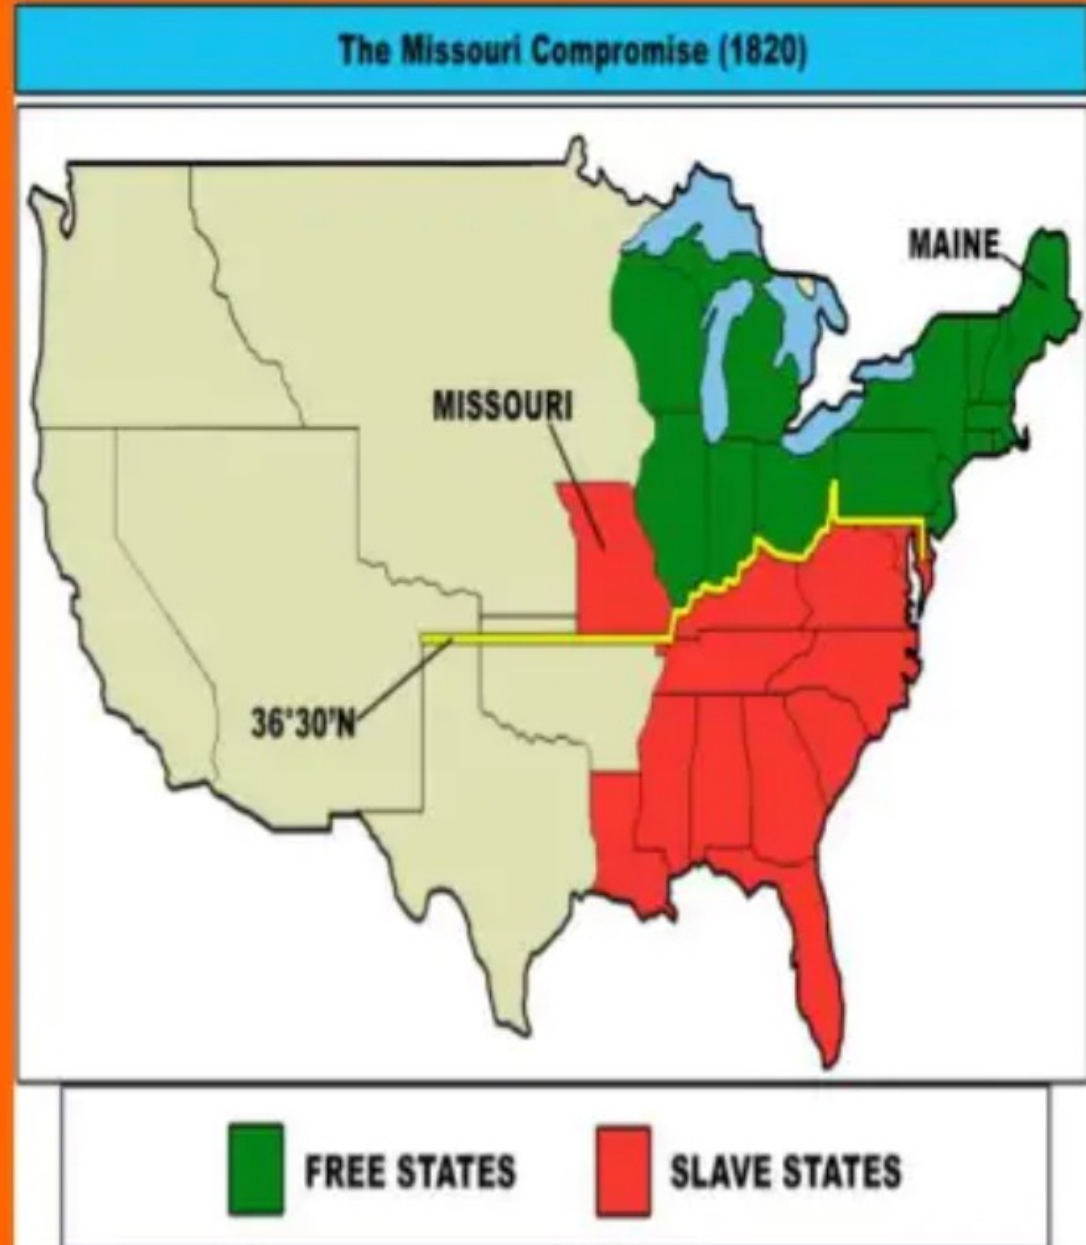 The Missouri Compromise (1820)
MAINE
MISSOURI
36°30'N
FREE STATES
SLAVE STATES